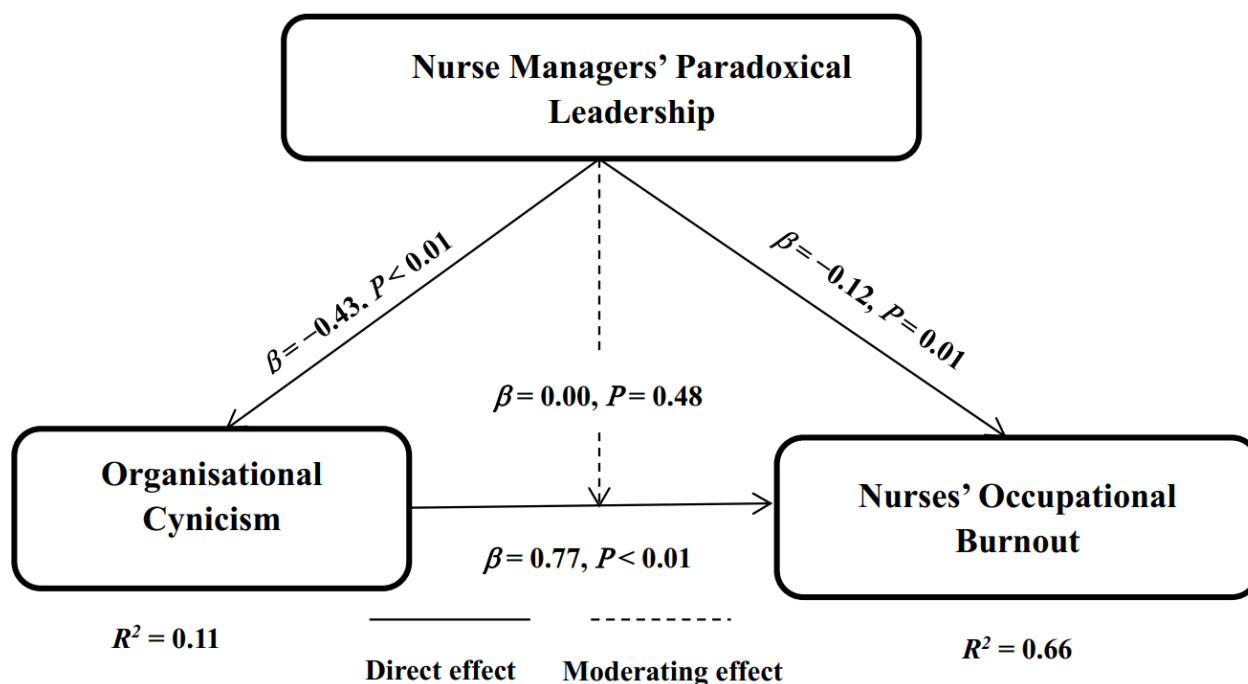 Nurse Managers’ Paradoxical
Leadership
β = −0.43, P < 0.01
β = −0.12, P = 0.01
β = 0.00, P = 0.48
Organisational
Cynicism
Nurses’ Occupational
Burnout
β = 0.77, P < 0.01
R² = 0.11
R² = 0.66
Direct effect
Moderating effect